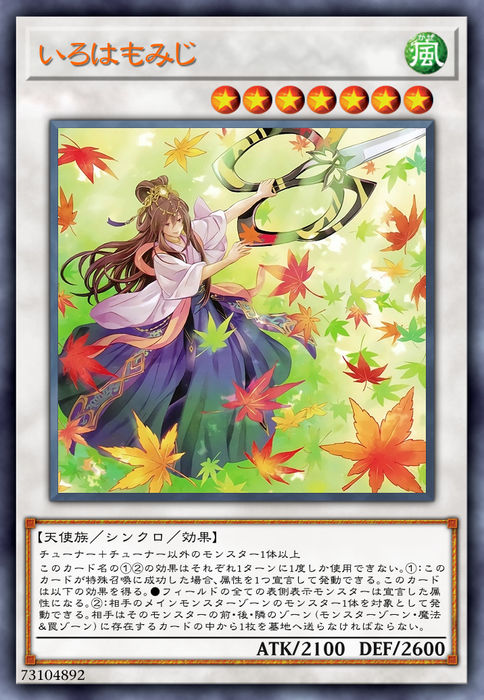 いろはもみじ
かぜ
風
【天使族／シンクロ／効果】
チューナー＋チューナー以外のモンスター1体以上
このカード名の①②の効果はそれぞれ1ターンに1度しか使用できない。①：この
カードが特殊召喚に成功した場合、属性を1つ宣言して発動できる。このカード
は以下の効果を得る。●フィールドの全ての表側表示モンスターは宣言した属
性になる。②：相手のメインモンスターゾーンのモンスター1体を対象として発
動できる。相手はそのモンスターの前・後・隣のゾーン(モンスターゾーン・魔法
&罠ゾーン)に存在するカードの中から1枚を墓地へ送らなければならない。
ATK/2100 DEF/2600
73104892